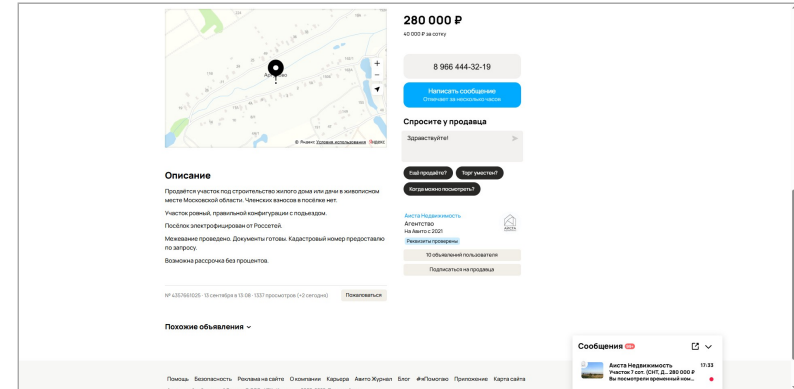 280 000 ₽
40 000 ₽ за сотку
8 966 444-32-19
Написать сообщение
Отвечает за несколько часов
Спросите у продавца
Здравствуйте!
© Яндекс Условия использования Яндекс
Описание
Продаётся участок под строительство жилого дома или дачи в живописном
месте Московской области. Членских взносов в посёлке нет.
Участок ровный, правильной конфигурации с подъездом.
Посёлок электрофицирован от Россетей.
Межевание проведено. Документы готовы. Кадастровый номер предоставлю
по запросу.
Возможна рассрочка без процентов.
Ещё продаёте?
Торг уместен?
Когда можно посмотреть?
Аиста Недвижимость
Агентство
На Авито с 2021
Реквизиты проверены
10 объявлений пользователя
Подписаться на продавца
№ 4357661025 · 13 сентября в 13:08 · 1337 просмотров (+2 сегодня)
Пожаловаться
Похожие объявления
Сообщения
Аиста Недвижимость 17:33
Участок 7 сот. (СНТ, Д... 280 000 ₽
Вы посмотрели временный ном...
Помощь Безопасность Реклама на сайте О компании Карьера Авито Журнал Блог #яПомогаю Приложение Карта сайта